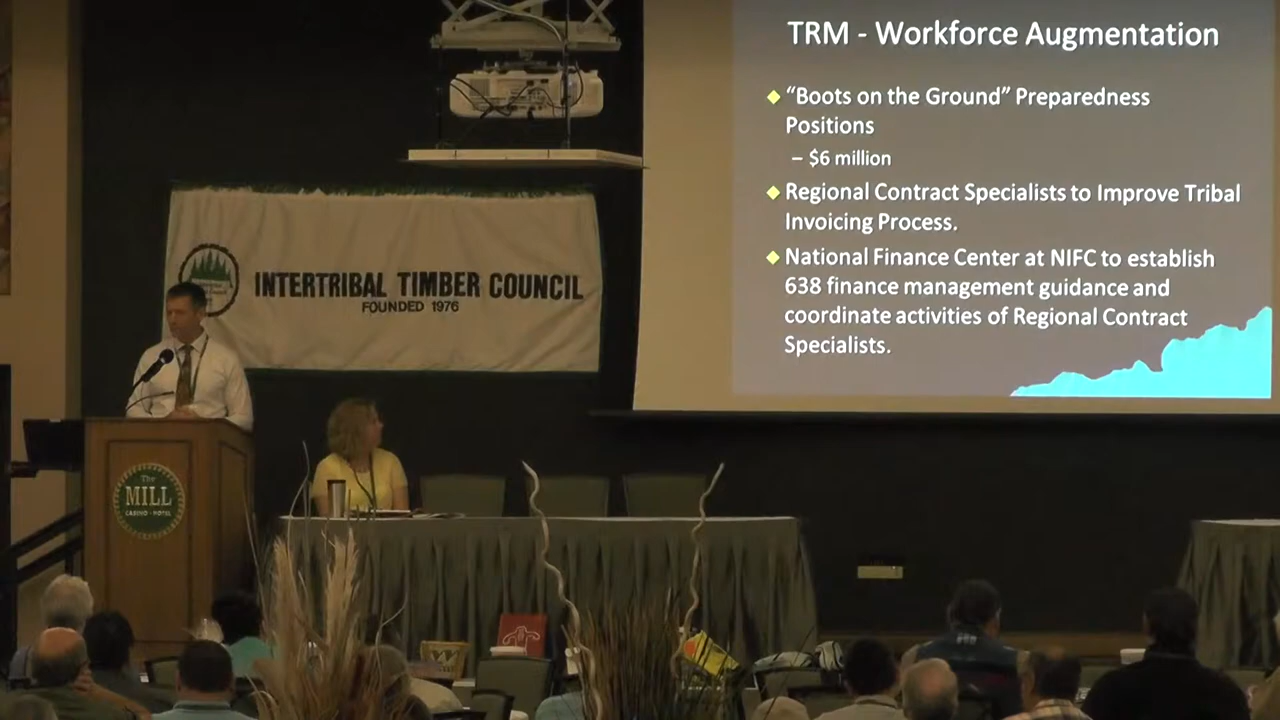 TRM - Workforce Augmentation
“Boots on the Ground” Preparedness
Positions
– $6 million
Regional Contract Specialists to Improve Tribal
Invoicing Process.
National Finance Center at NIFC to establish
638 finance management guidance and
coordinate activities of Regional Contract
Specialists.
INTERTRIBAL TIMBER COUNCIL
FOUNDED 1976
The
MILL
CASINO · HOTEL